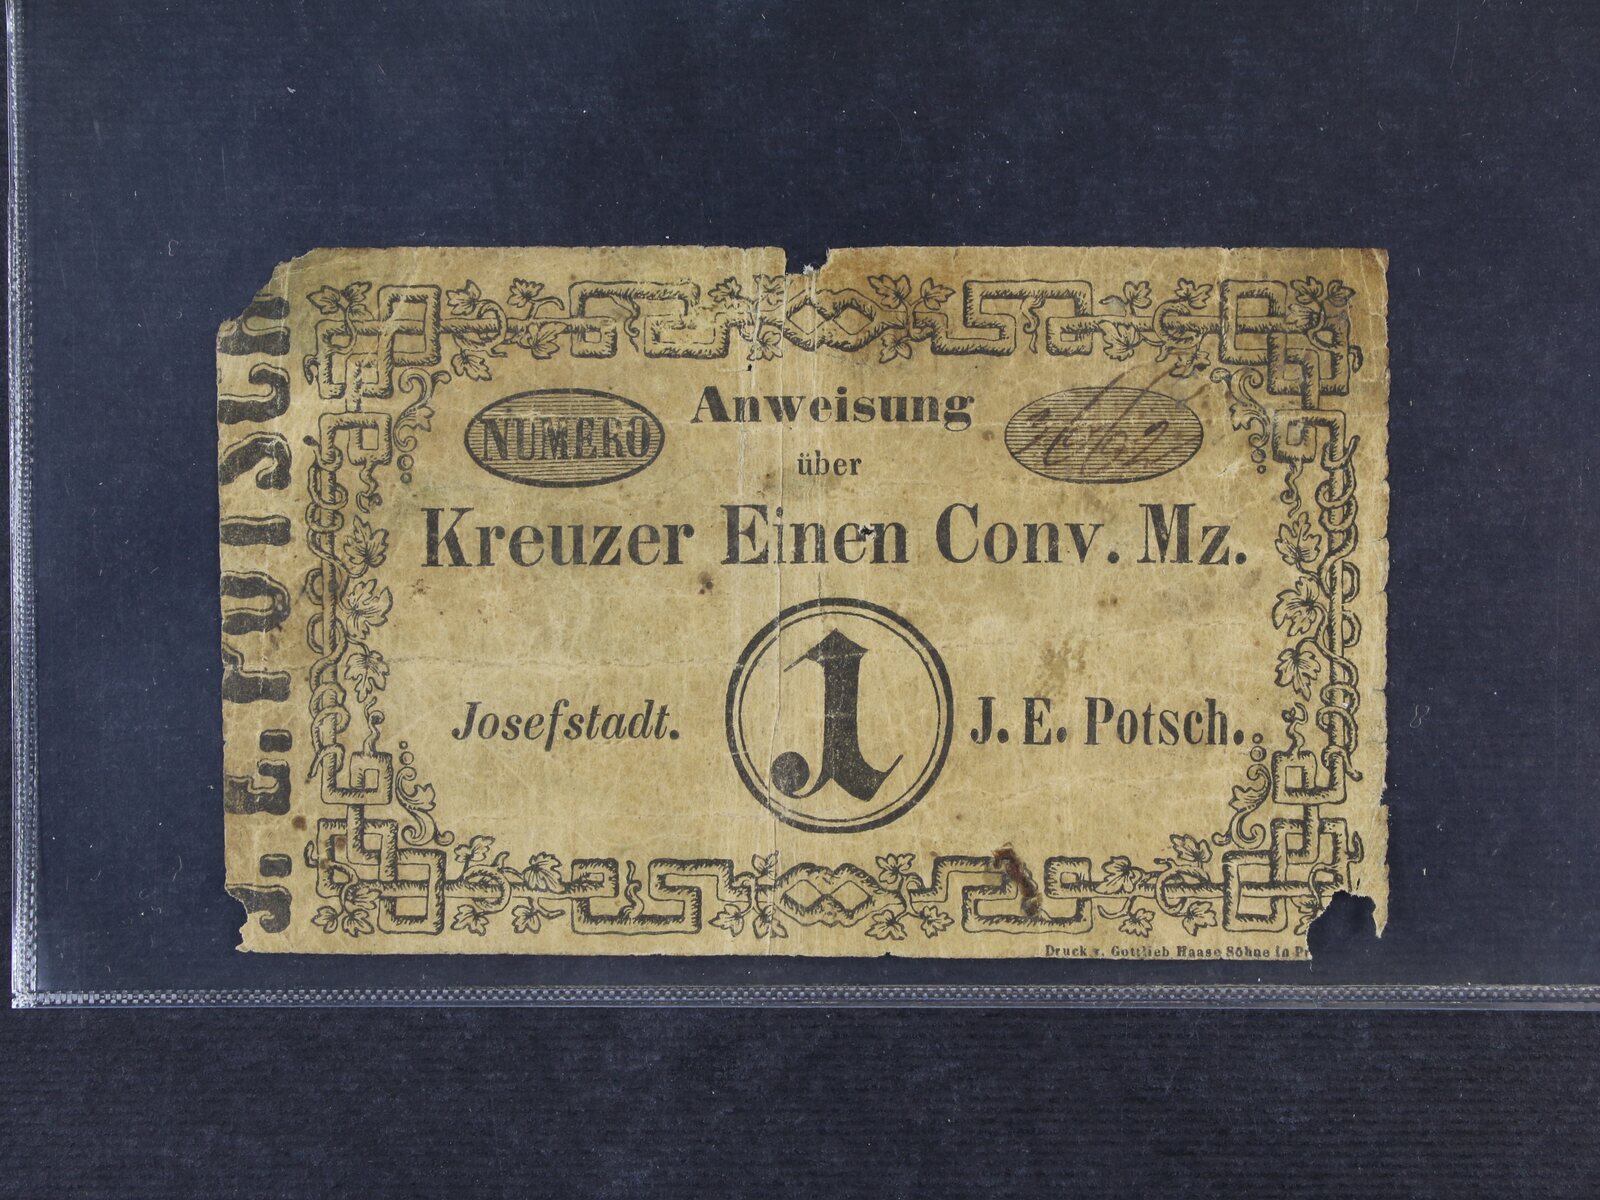 J. E. POTSCH
NUMERO
Anweisung
über
Kreuzer Einen Conv. Mz.
Josefstadt.
1
J. E. Potsch.
Druck v. Gottlieb Haase Söhne in